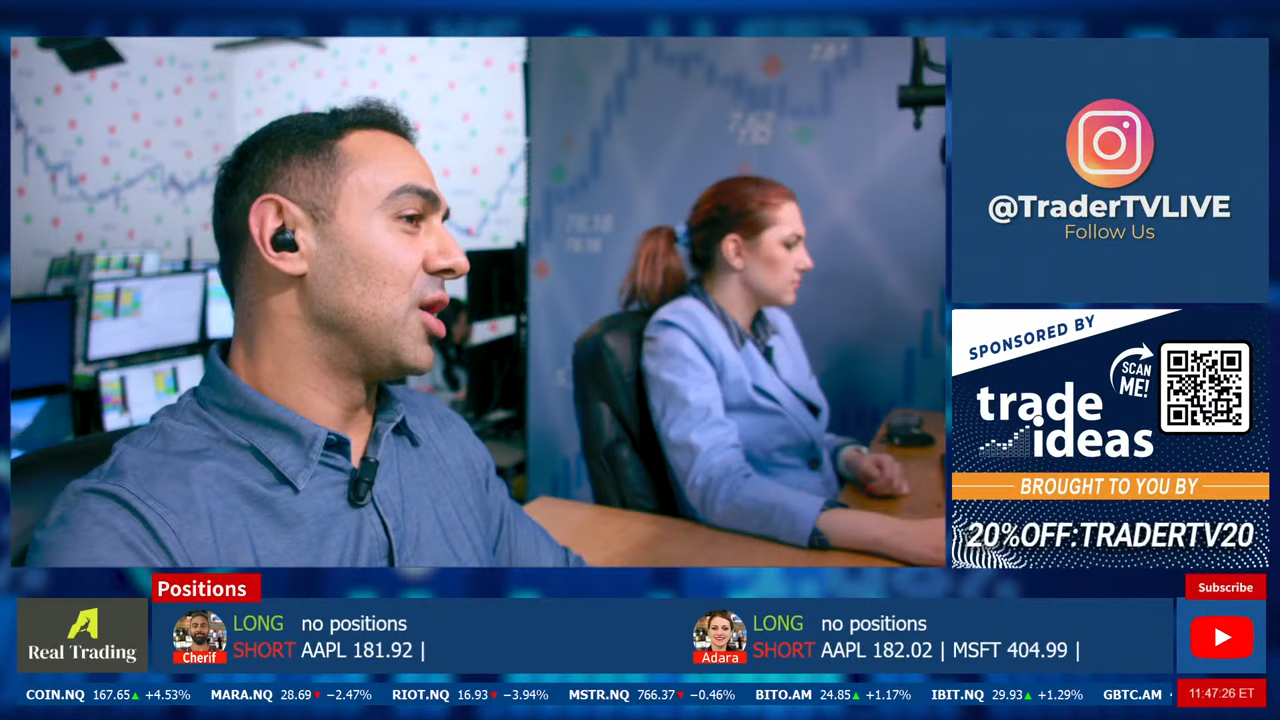 @TraderTVLIVE
Follow Us
SPONSORED BY
SCAN
ME!
trade
ideas
BROUGHT TO YOU BY
20%OFF:TRADERTV20
Positions
Subscribe
Real Trading
Cherif
LONG no positions
SHORT AAPL 181.92 |
Adara
LONG no positions
SHORT AAPL 182.02 | MSFT 404.99 |
COIN.NQ 167.65▲ +4.53% MARA.NQ 28.69▼ −2.47% RIOT.NQ 16.93▼ −3.94% MSTR.NQ 766.37▼ −0.46% BITO.AM 24.85▲ +1.17% IBIT.NQ 29.93▲ +1.29% GBTC.AM
11:47:26 ET